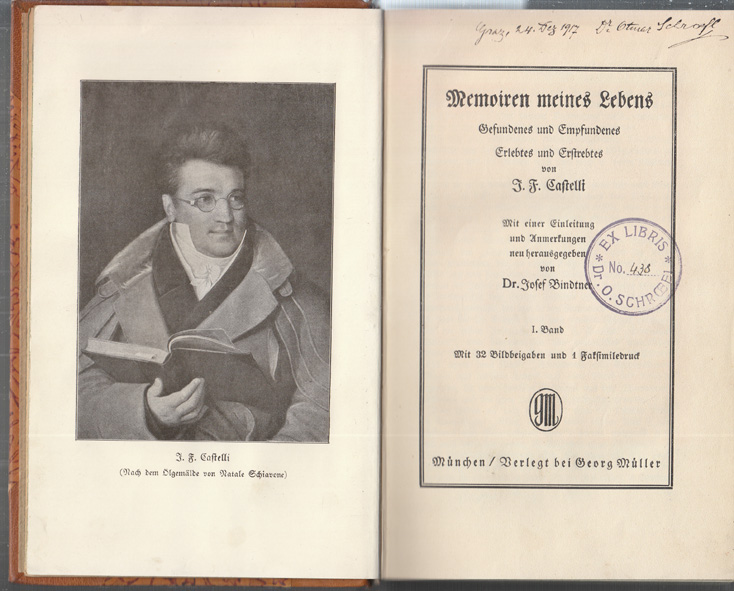 J. F. Castelli
(Nach dem Ölgemälde von Natale Schiavone)
Graz, 24. Dez 1917 Dr Otmar Schroefl
Memoiren meines Lebens
Gefundenes und Empfundenes
Erlebtes und Erstrebtes
von
J. F. Castelli
Mit einer Einleitung
und Anmerkungen
neu herausgegeben
von
Dr. Josef Bindtner
EX LIBRIS
No. 438
Dr. O. SCHRŒFL
I. Band
Mit 32 Bildbeigaben und 1 Faksimiledruck
GM
München / Verlegt bei Georg Müller